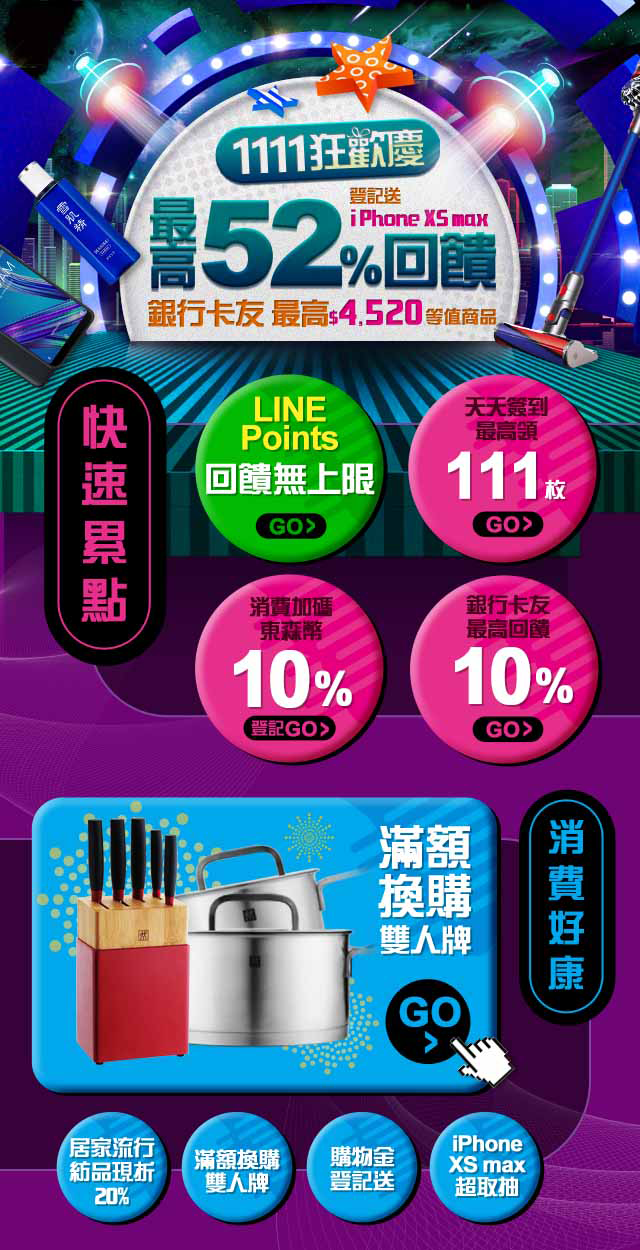 1111狂歡慶
登記送
iPhone XS max
最高52%回饋
銀行卡友 最高$4,520等值商品
雪肌精
快速累點
LINE
Points
回饋無上限
GO>
天天簽到
最高領
111枚
GO>
消費加碼
東森幣
10%
登記GO>
銀行卡友
最高回饋
10%
GO>
消費好康
滿額
換購
雙人牌
GO
>
居家流行
紡品現折
20%
滿額換購
雙人牌
購物金
登記送
iPhone
XS max
超取抽